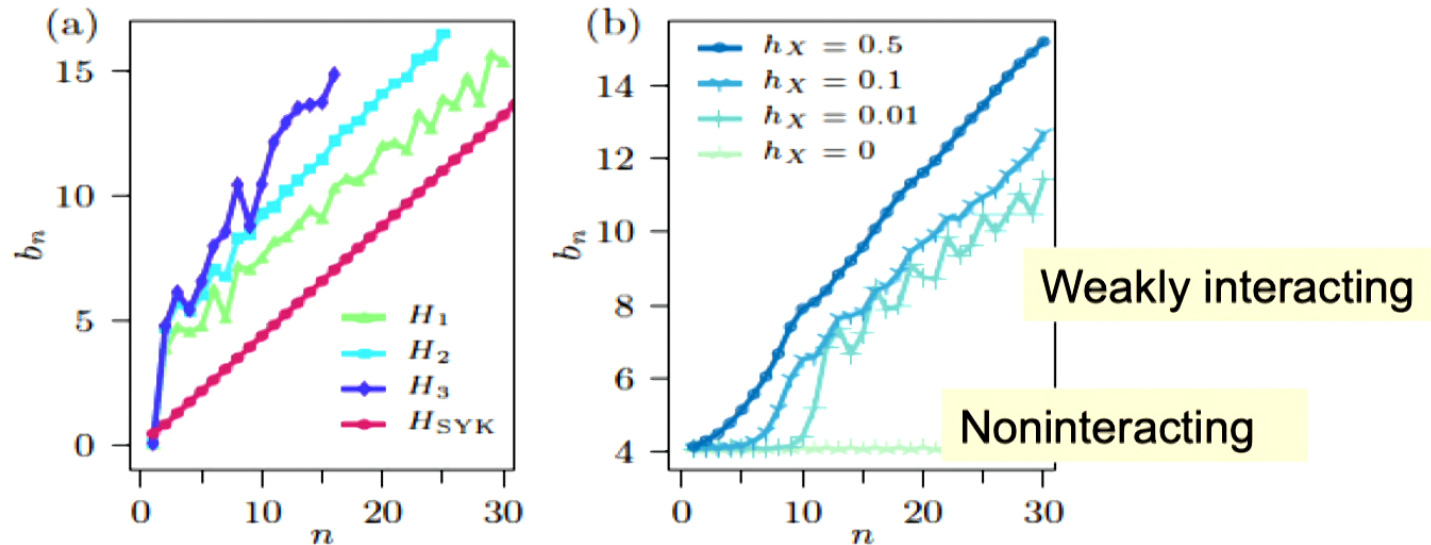 (a)
15
10
5
0
b_n
0 10 20 30
n
H_1
H_2
H_3
H_SYK
(b)
14
12
10
8
6
4
b_n
0 10 20 30
n
h_X = 0.5
h_X = 0.1
h_X = 0.01
h_X = 0
Weakly interacting
Noninteracting